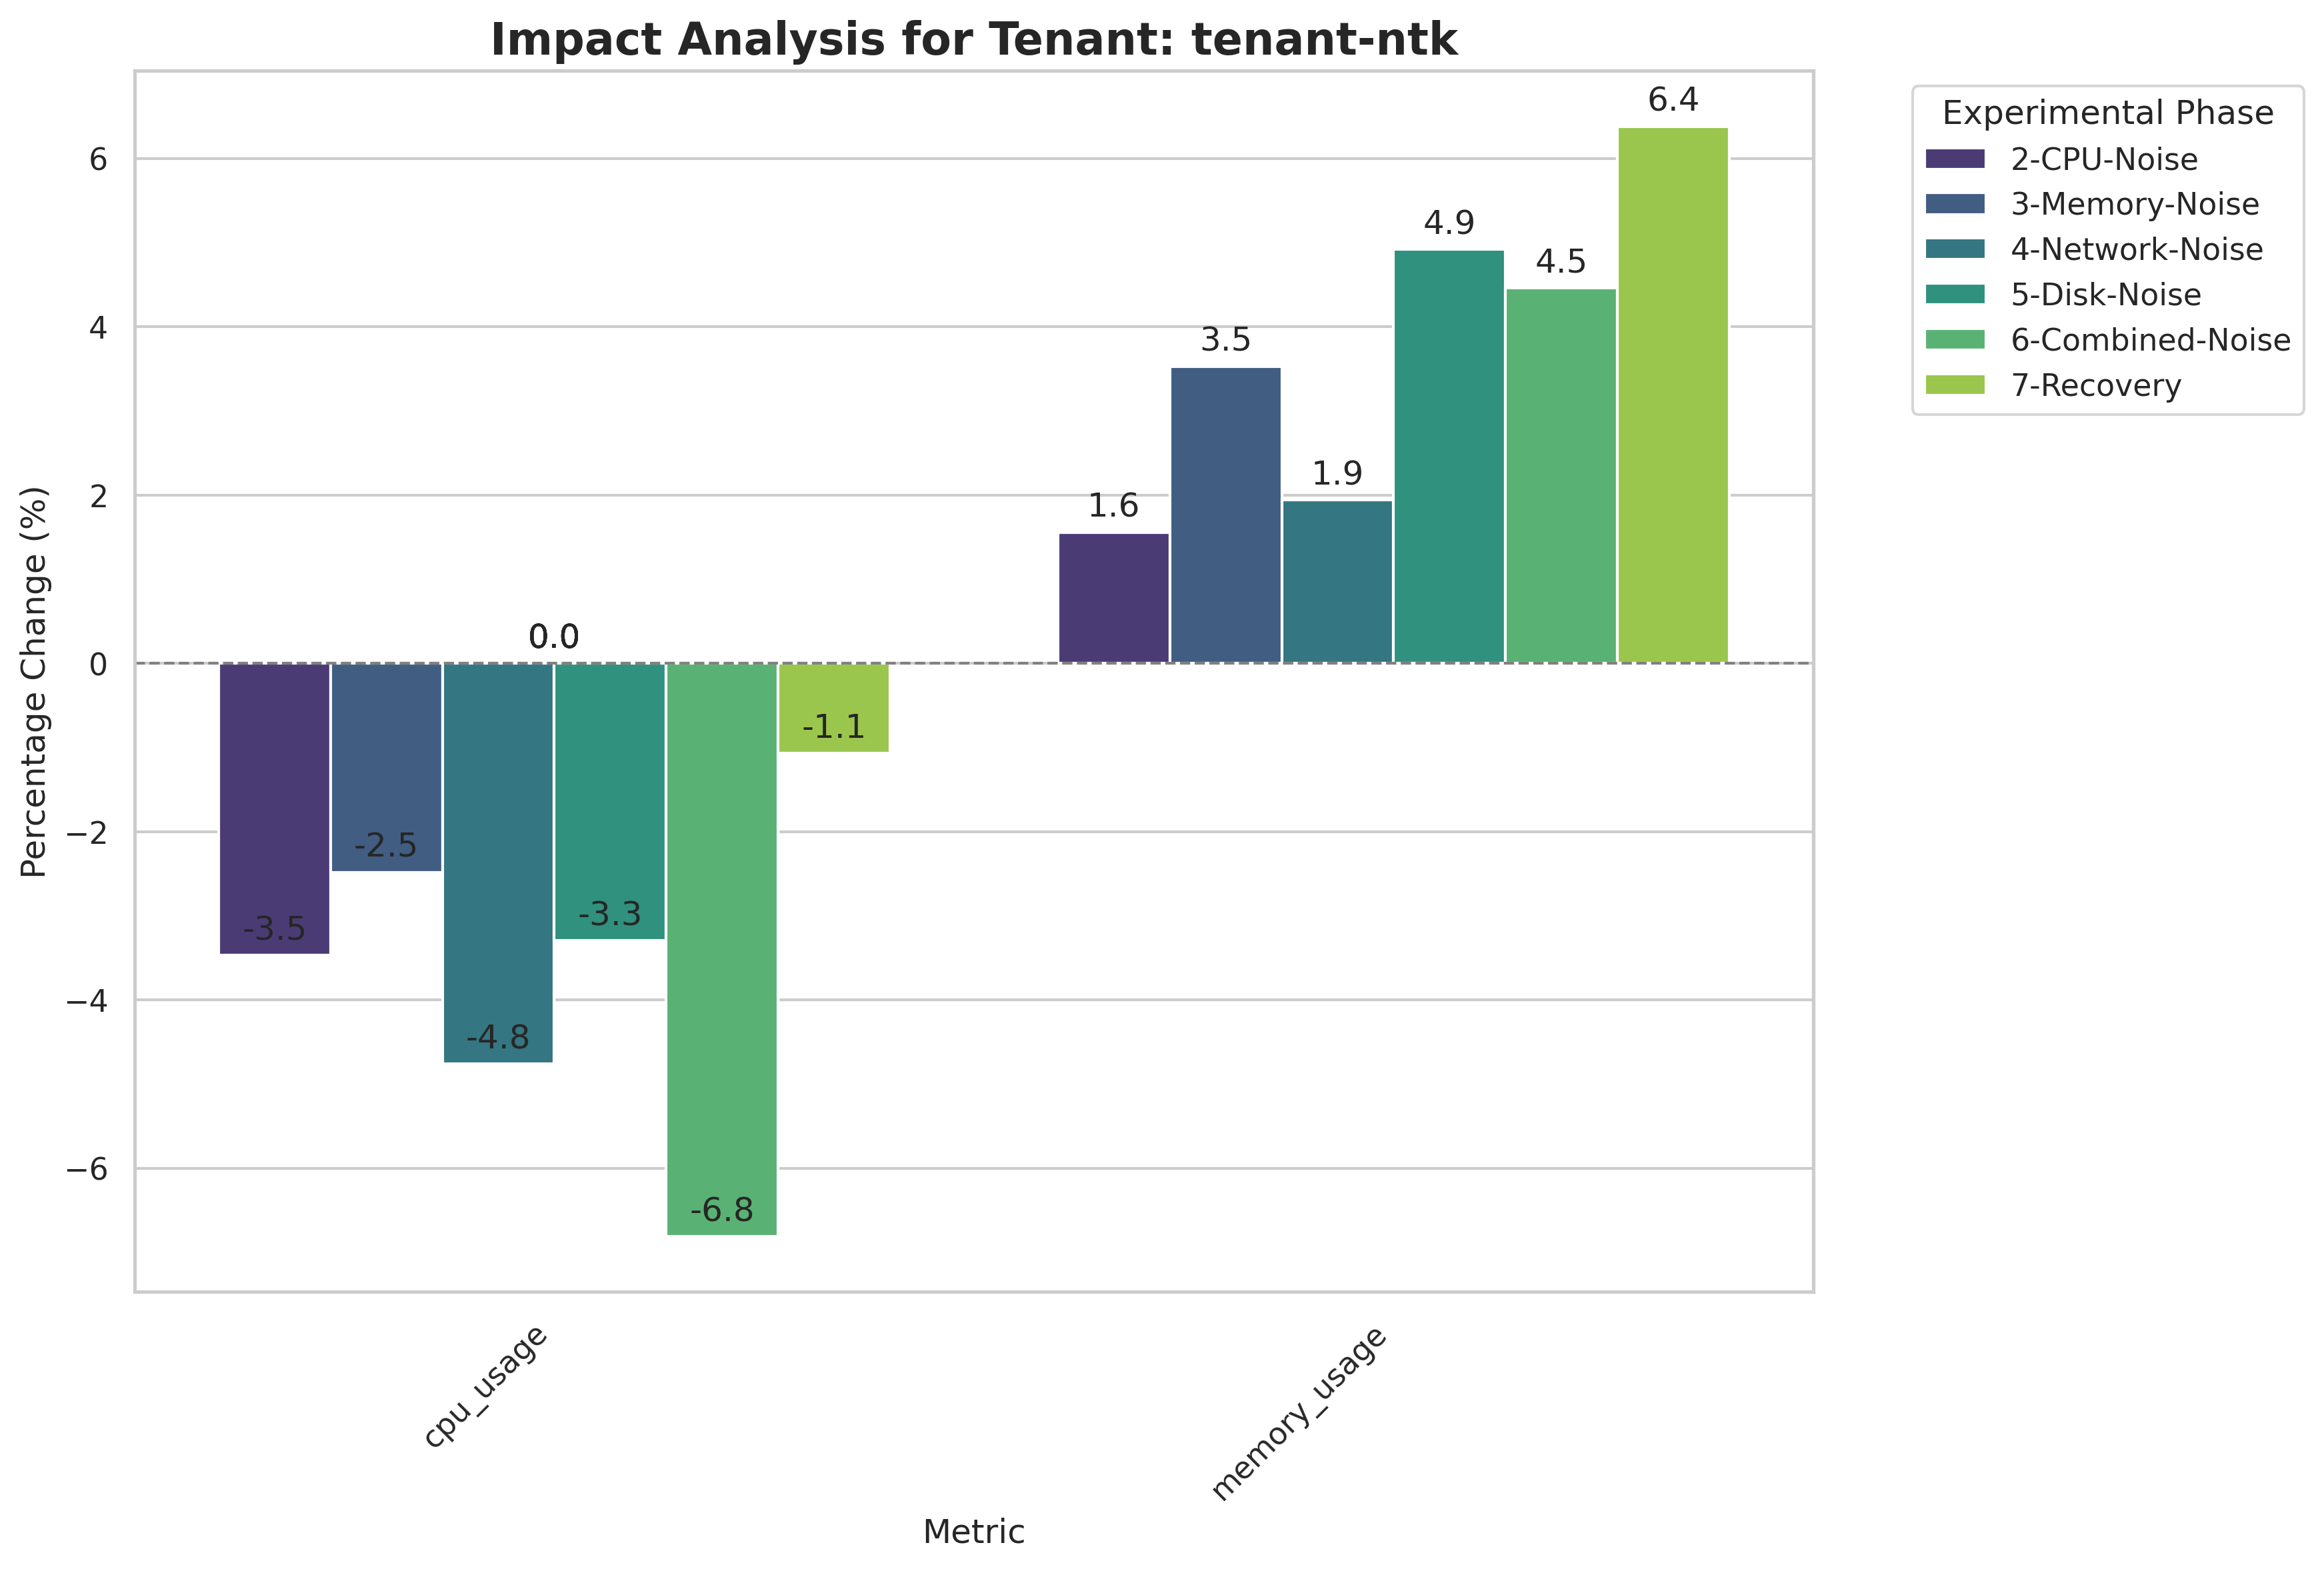 Impact Analysis for Tenant: tenant-ntk
Experimental Phase
2-CPU-Noise
3-Memory-Noise
4-Network-Noise
5-Disk-Noise
6-Combined-Noise
7-Recovery
Percentage Change (%)
6
4
2
0
−2
−4
−6
-3.5
-2.5
-4.8
0.0
-3.3
-6.8
-1.1
1.6
3.5
1.9
4.9
4.5
6.4
cpu_usage
memory_usage
Metric